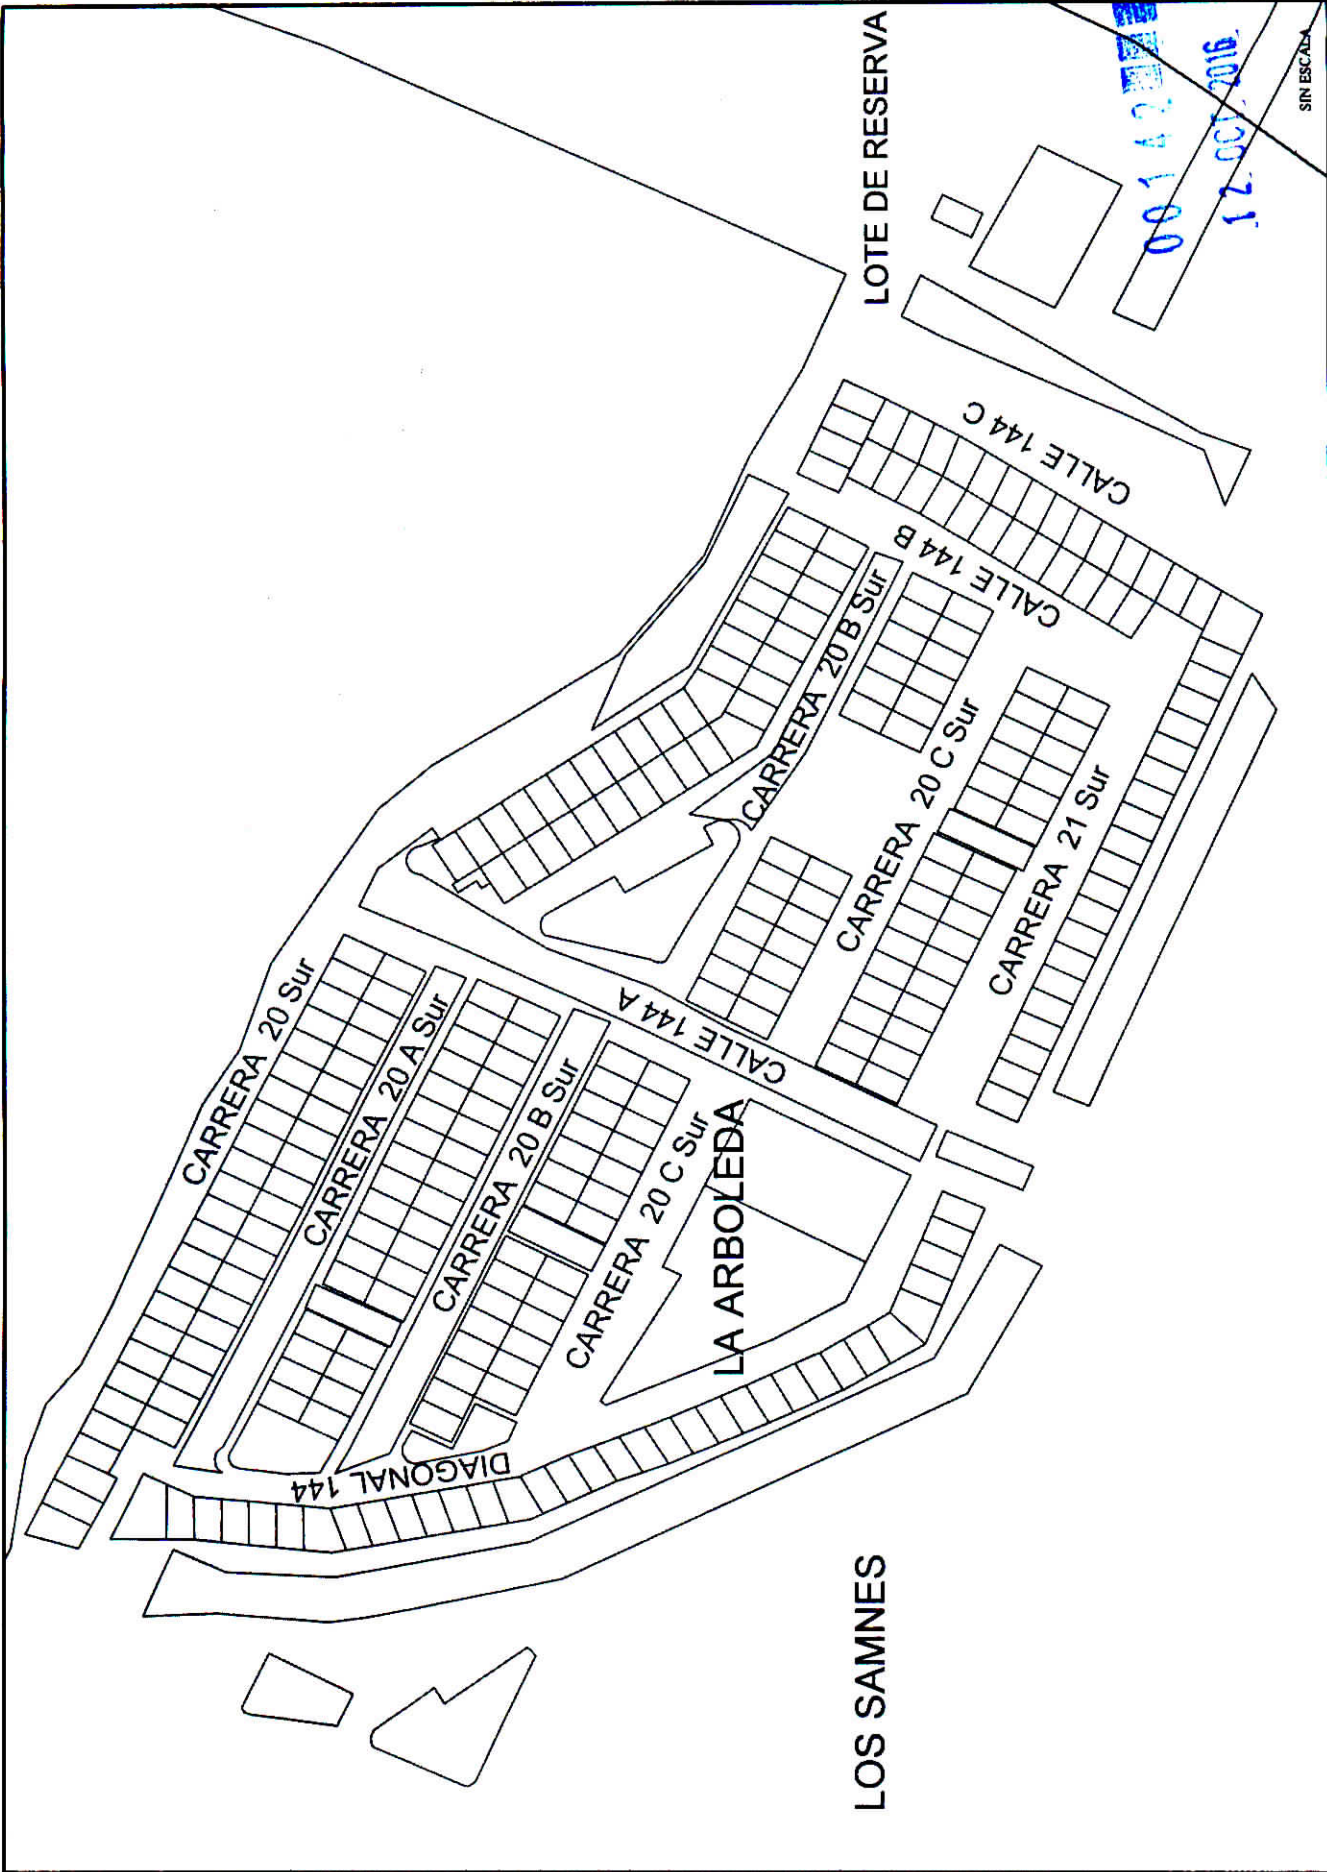 LOTE DE RESERVA
001 42
12 OCT. 2016
SIN ESCALA
CALLE 144 C
CALLE 144 B
CARRERA 20 B Sur
CARRERA 20 C Sur
CARRERA 21 Sur
CALLE 144 A
CARRERA 20 Sur
CARRERA 20 A Sur
CARRERA 20 B Sur
CARRERA 20 C Sur
LA ARBOLEDA
DIAGONAL 144
LOS SAMNES